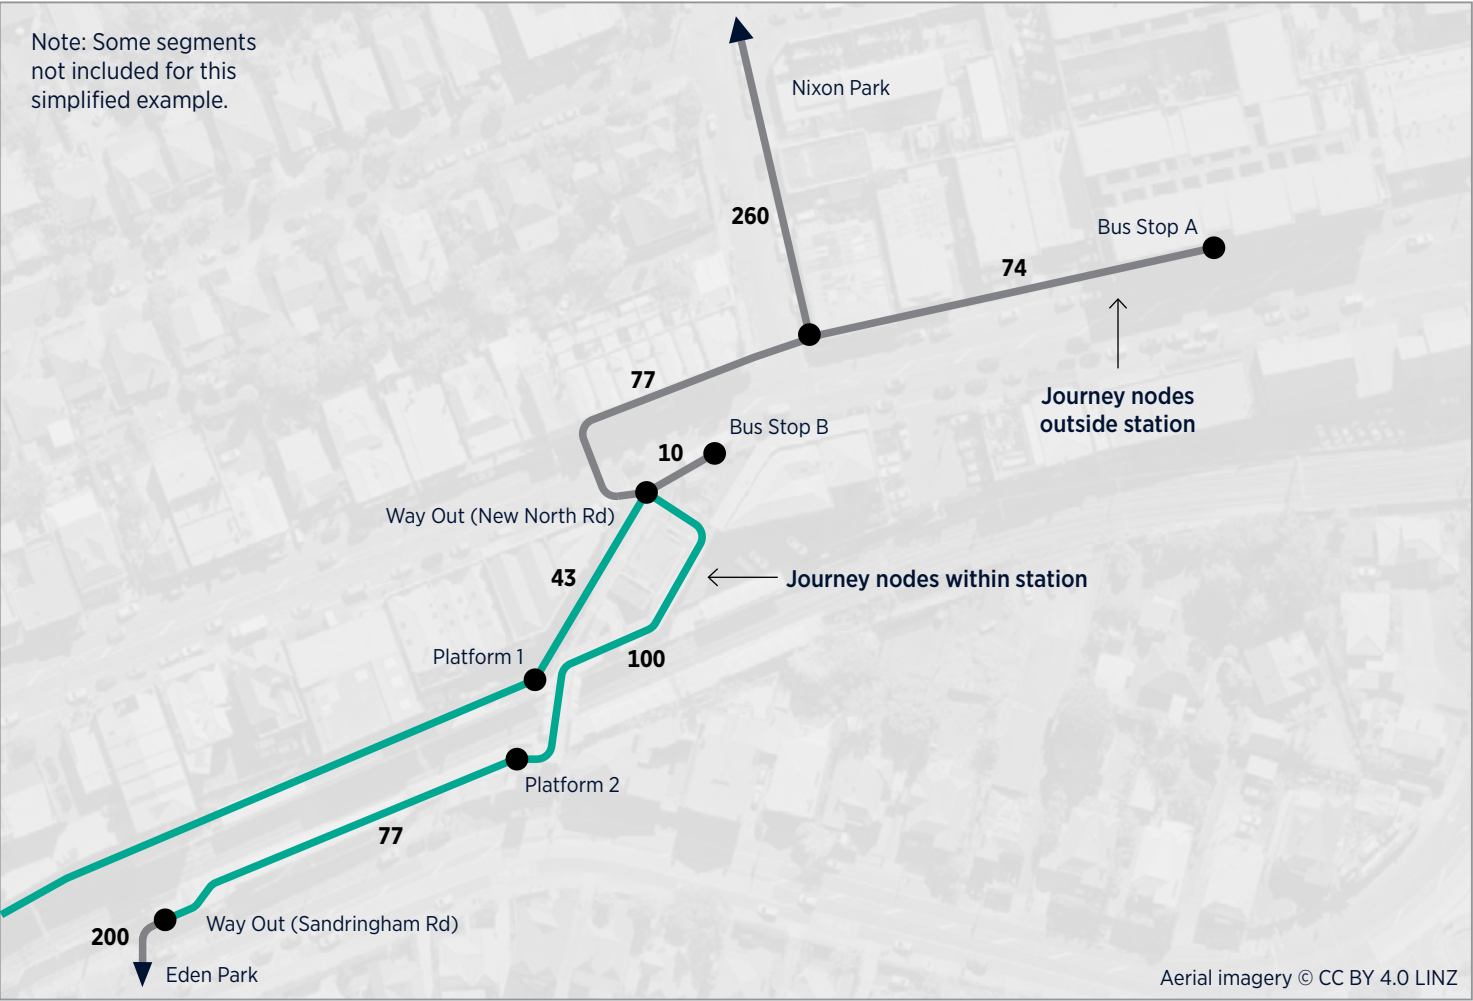 Note: Some segments
not included for this
simplified example.
Nixon Park
260
Bus Stop A
74
77
Journey nodes
outside station
Bus Stop B
10
Way Out (New North Rd)
43
Journey nodes within station
Platform 1
100
Platform 2
77
Way Out (Sandringham Rd)
200
Eden Park
Aerial imagery © CC BY 4.0 LINZ